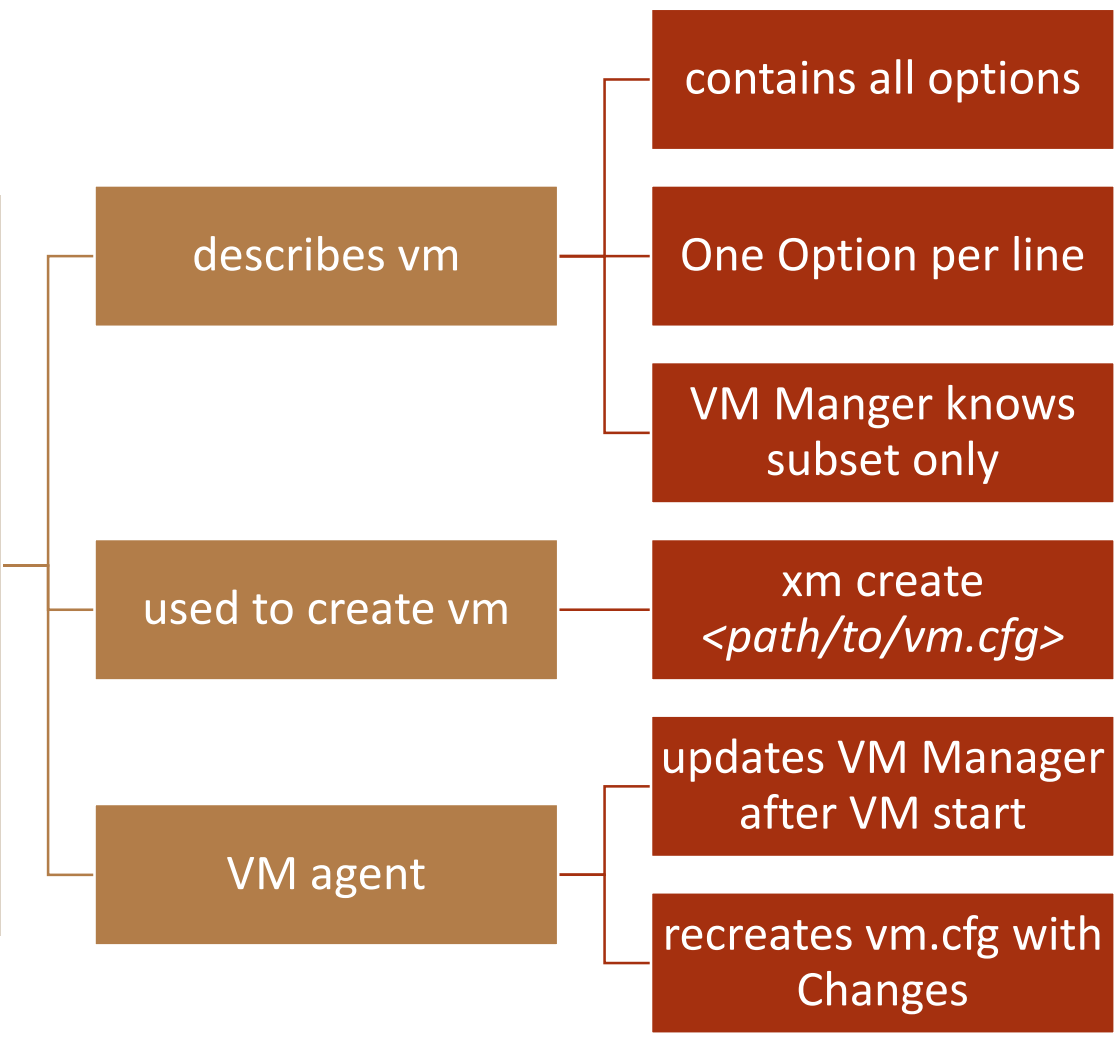 describes vm
contains all options
One Option per line
VM Manger knows
subset only
used to create vm
xm create
<path/to/vm.cfg>
VM agent
updates VM Manager
after VM start
recreates vm.cfg with
Changes